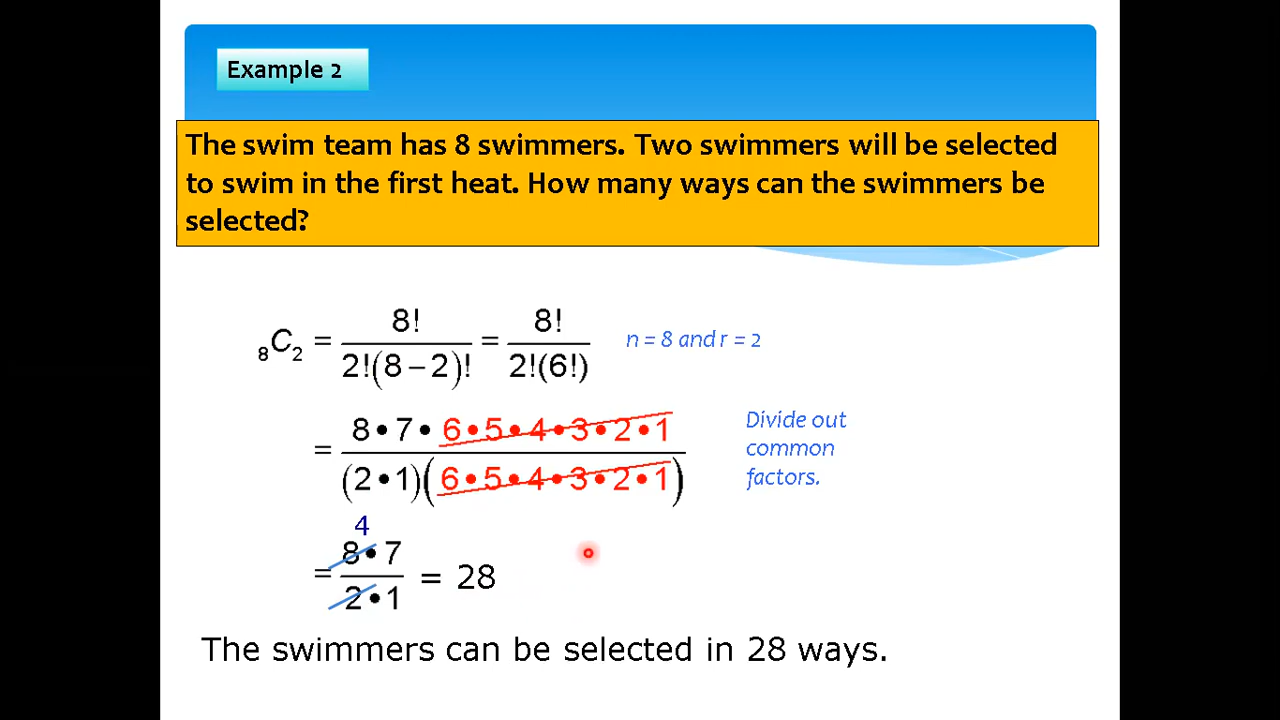 Example 2
The swim team has 8 swimmers. Two swimmers will be selected
to swim in the first heat. How many ways can the swimmers be
selected?
₈C₂ = 8!/(2!(8 − 2)!) = 8!/(2!(6!)) n = 8 and r = 2
= (8 • 7 • 6 • 5 • 4 • 3 • 2 • 1)/((2 • 1)(6 • 5 • 4 • 3 • 2 • 1))
Divide out
common
factors.
4
= (8 • 7)/(2 • 1) = 28
The swimmers can be selected in 28 ways.